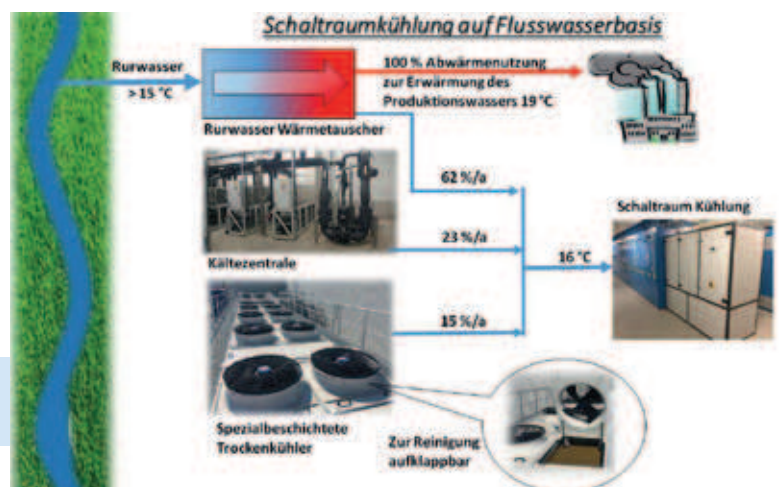 Schaltraumkühlung auf Flusswasserbasis
Rurwasser
> 15 °C
100 % Abwärmenutzung
zur Erwärmung des
Produktionswassers 19 °C
Rurwasser Wärmetauscher
62 %/a
Schaltraum Kühlung
23 %/a
16 °C
Kältezentrale
15 %/a
Spezialbeschichtete
Trockenkühler
Zur Reinigung
aufklappbar